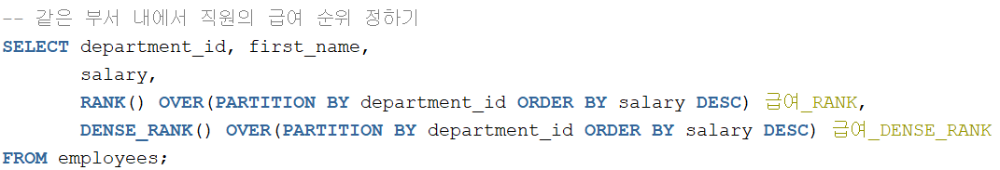 -- 같은 부서 내에서 직원의 급여 순위 정하기
SELECT department_id, first_name,
salary,
RANK() OVER(PARTITION BY department_id ORDER BY salary DESC) 급여_RANK,
DENSE_RANK() OVER(PARTITION BY department_id ORDER BY salary DESC) 급여_DENSE_RANK
FROM employees;